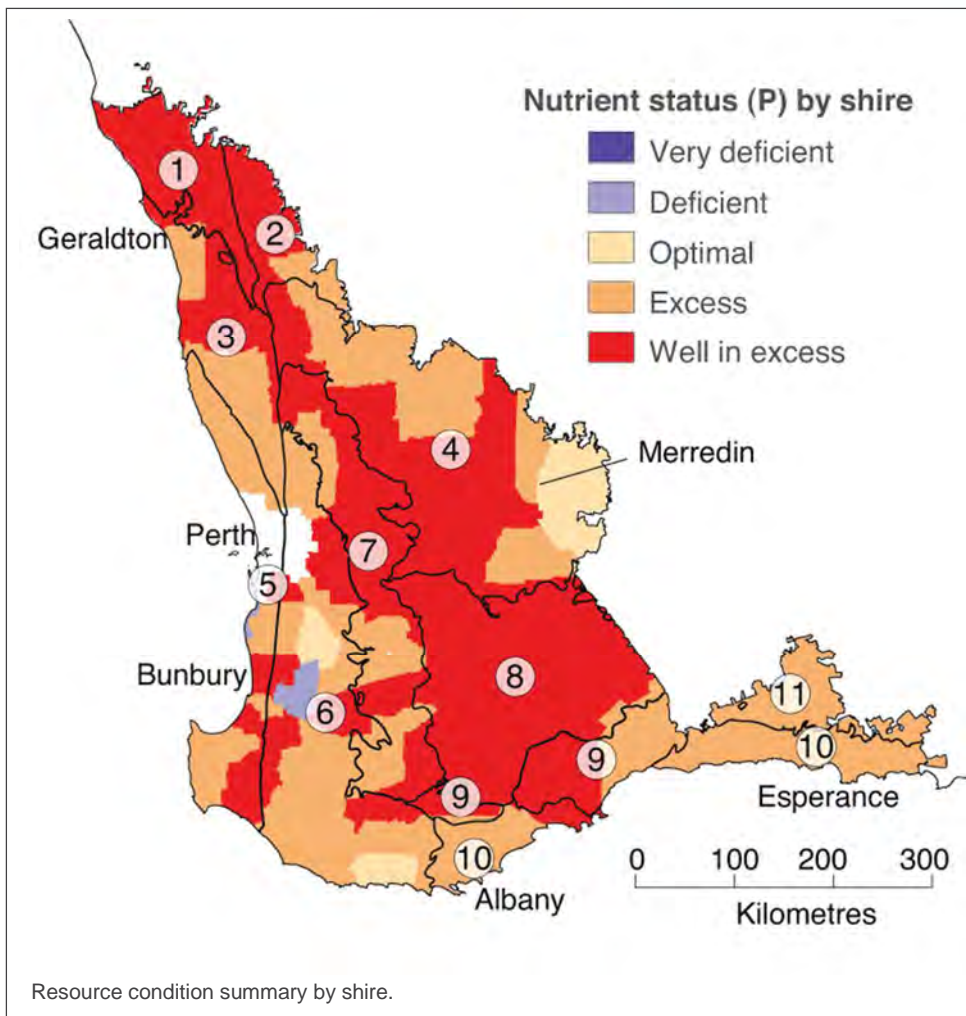 Nutrient status (P) by shire
Very deficient
Deficient
Optimal
Excess
Well in excess
1
Geraldton
2
3
4
Merredin
Perth
7
5
Bunbury
8
6
11
9
10
Esperance
9
10
Albany
0 100 200 300
Kilometres
Resource condition summary by shire.